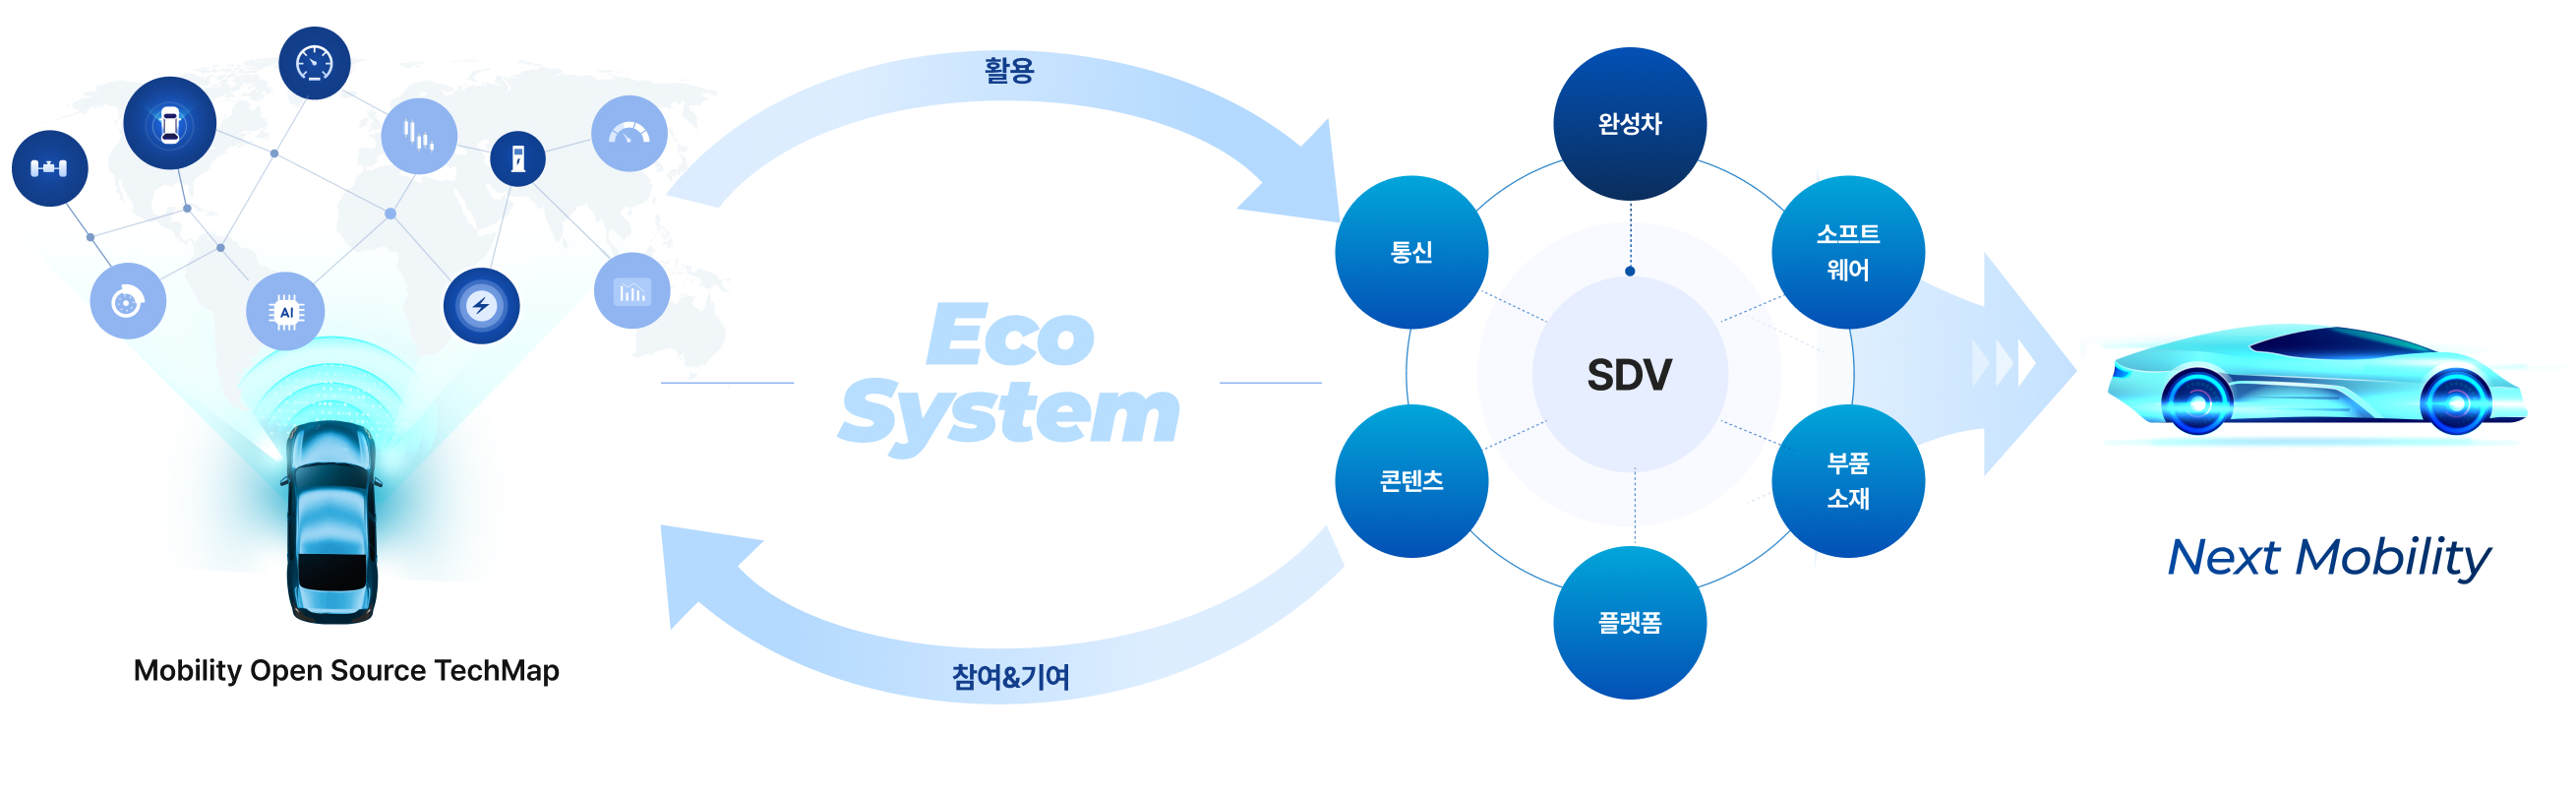 AI
Mobility Open Source TechMap
활용
Eco
System
참여&기여
완성차
통신
소프트
웨어
SDV
콘텐츠
부품
소재
플랫폼
Next Mobility